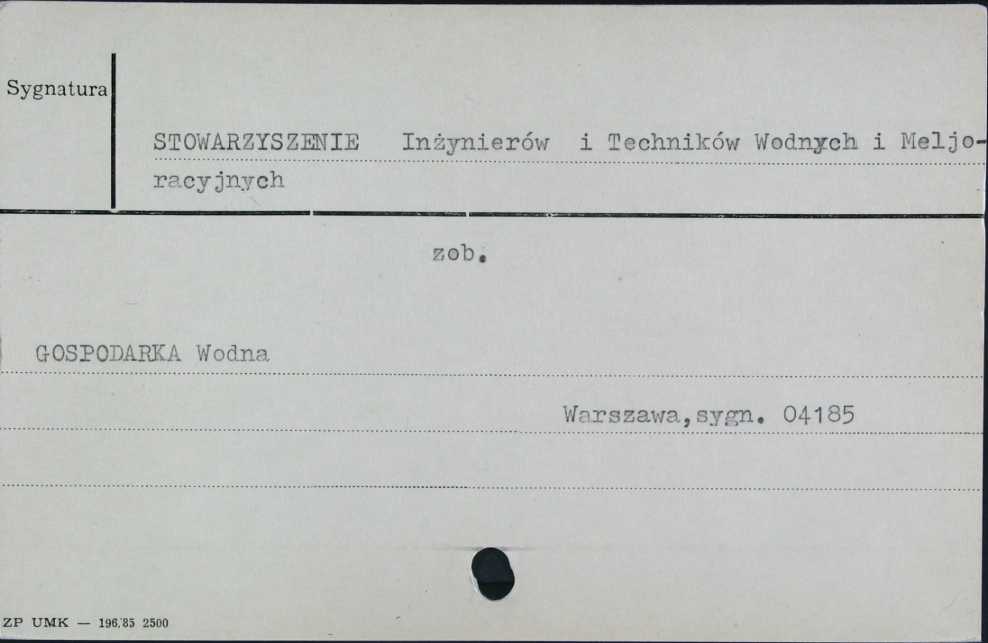 Sygnatura
STOWARZYSZENIE Inżynierów i Techników Wodnych i Meljo-
racyjnych
zob.
GOSPODARKA Wodna
Warszawa,sygn. 04185
ZP UMK — 196/85 2500